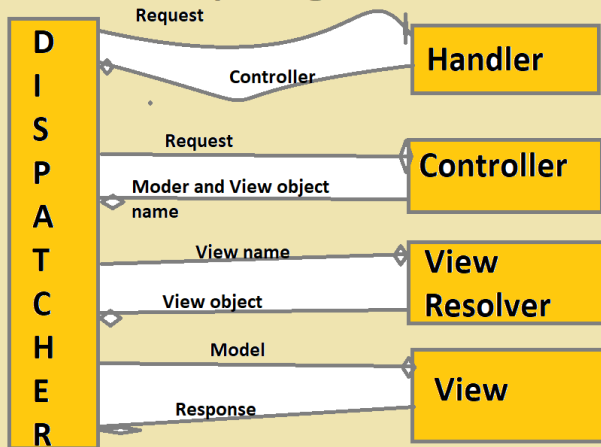 DISPATCHER
Request
Handler
Controller
Request
Controller
Moder and View object
name
View name
View
Resolver
View object
Model
View
Response